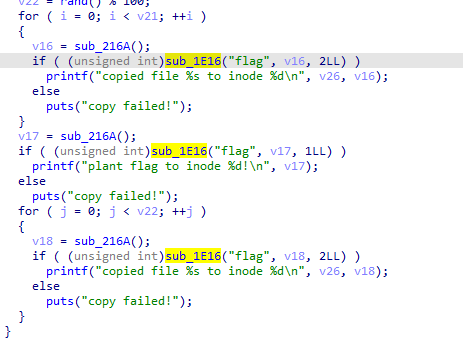 v22 = rand() % 100;
for ( i = 0; i < v21; ++i )
{
v16 = sub_216A();
if ( (unsigned int)sub_1E16("flag", v16, 2LL) )
printf("copied file %s to inode %d\n", v26, v16);
else
puts("copy failed!");
}
v17 = sub_216A();
if ( (unsigned int)sub_1E16("flag", v17, 1LL) )
printf("plant flag to inode %d!\n", v17);
else
puts("copy failed!");
for ( j = 0; j < v22; ++j )
{
v18 = sub_216A();
if ( (unsigned int)sub_1E16("flag", v18, 2LL) )
printf("copied file %s to inode %d\n", v26, v18);
else
puts("copy failed!");
}
}